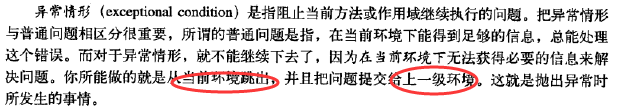 异常情形（exceptional condition）是指阻止当前方法或作用域继续执行的问题。把异常情形
与普通问题相区分很重要，所谓的普通问题是指，在当前环境下能得到足够的信息，总能处理
这个错误。而对于异常情形，就不能继续下去了，因为在当前环境下无法获得必要的信息来解
决问题。你所能做的就是从当前环境跳出，并且把问题提交给上一级环境。这就是抛出异常时
所发生的事情。